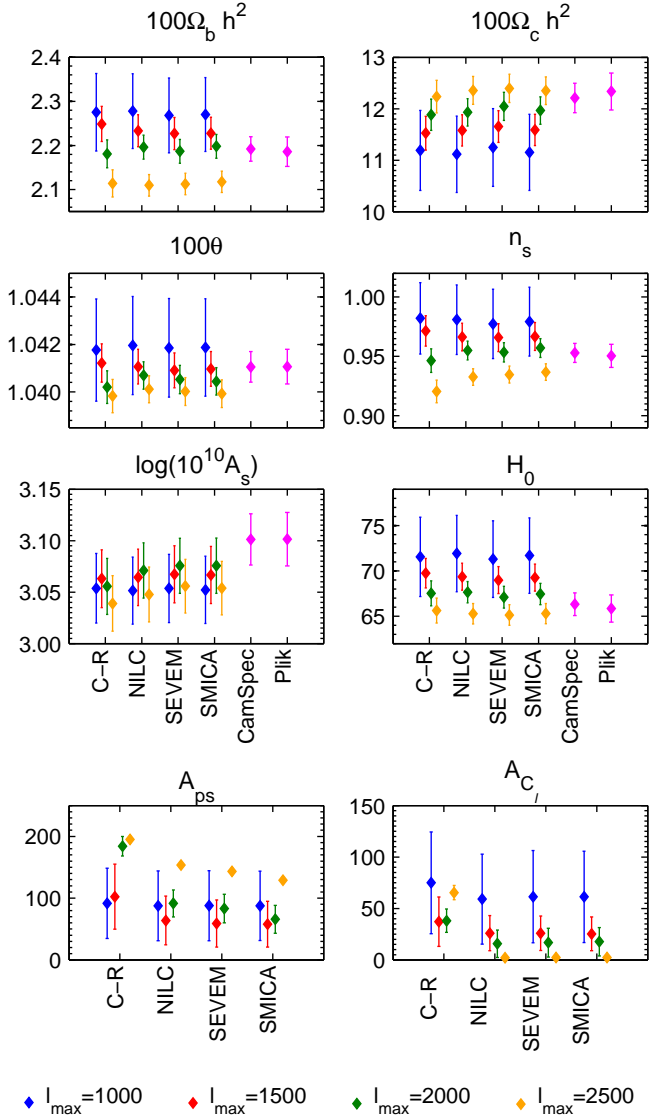 100Ω_b h^2
100Ω_c h^2
2.4
2.3
2.2
2.1
13
12
11
10
100θ
n_s
1.044
1.042
1.040
1.00
0.95
0.90
log(10^10 A_s)
H_0
3.15
3.10
3.05
3.00
75
70
65
C−R
NILC
SEVEM
SMICA
CamSpec
Plik
C−R
NILC
SEVEM
SMICA
CamSpec
Plik
A_ps
A_C_l
200
100
0
150
100
50
0
C−R
NILC
SEVEM
SMICA
C−R
NILC
SEVEM
SMICA
l_max=1000 l_max=1500 l_max=2000 l_max=2500